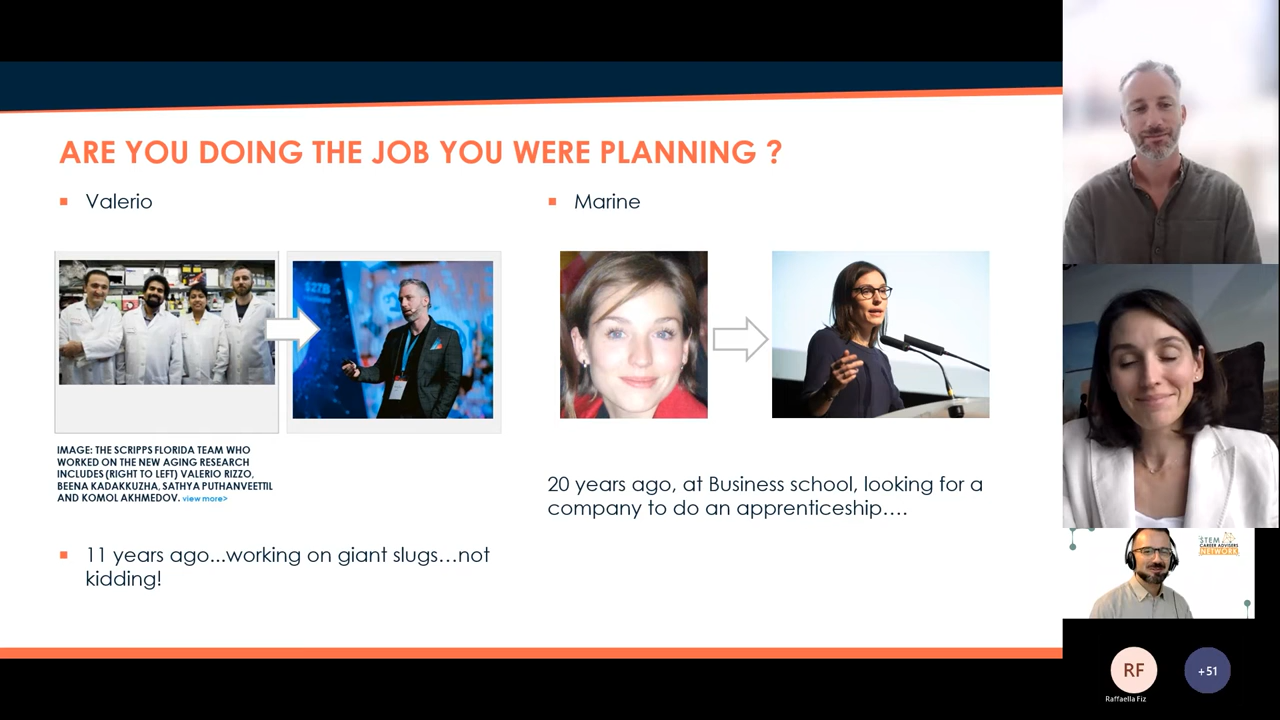 ARE YOU DOING THE JOB YOU WERE PLANNING ?
Valerio
Marine
$27B
IMAGE: THE SCRIPPS FLORIDA TEAM WHO
WORKED ON THE NEW AGING RESEARCH
INCLUDES (RIGHT TO LEFT) VALERIO RIZZO,
BEENA KADAKKUZHA, SATHYA PUTHANVEETTIL
AND KOMOL AKHMEDOV. view more>
20 years ago, at Business school, looking for a
company to do an apprenticeship….
11 years ago...working on giant slugs…not
kidding!
STEM
CAREER ADVISERS
NETWORK
RF
+51
Raffaella Fiz